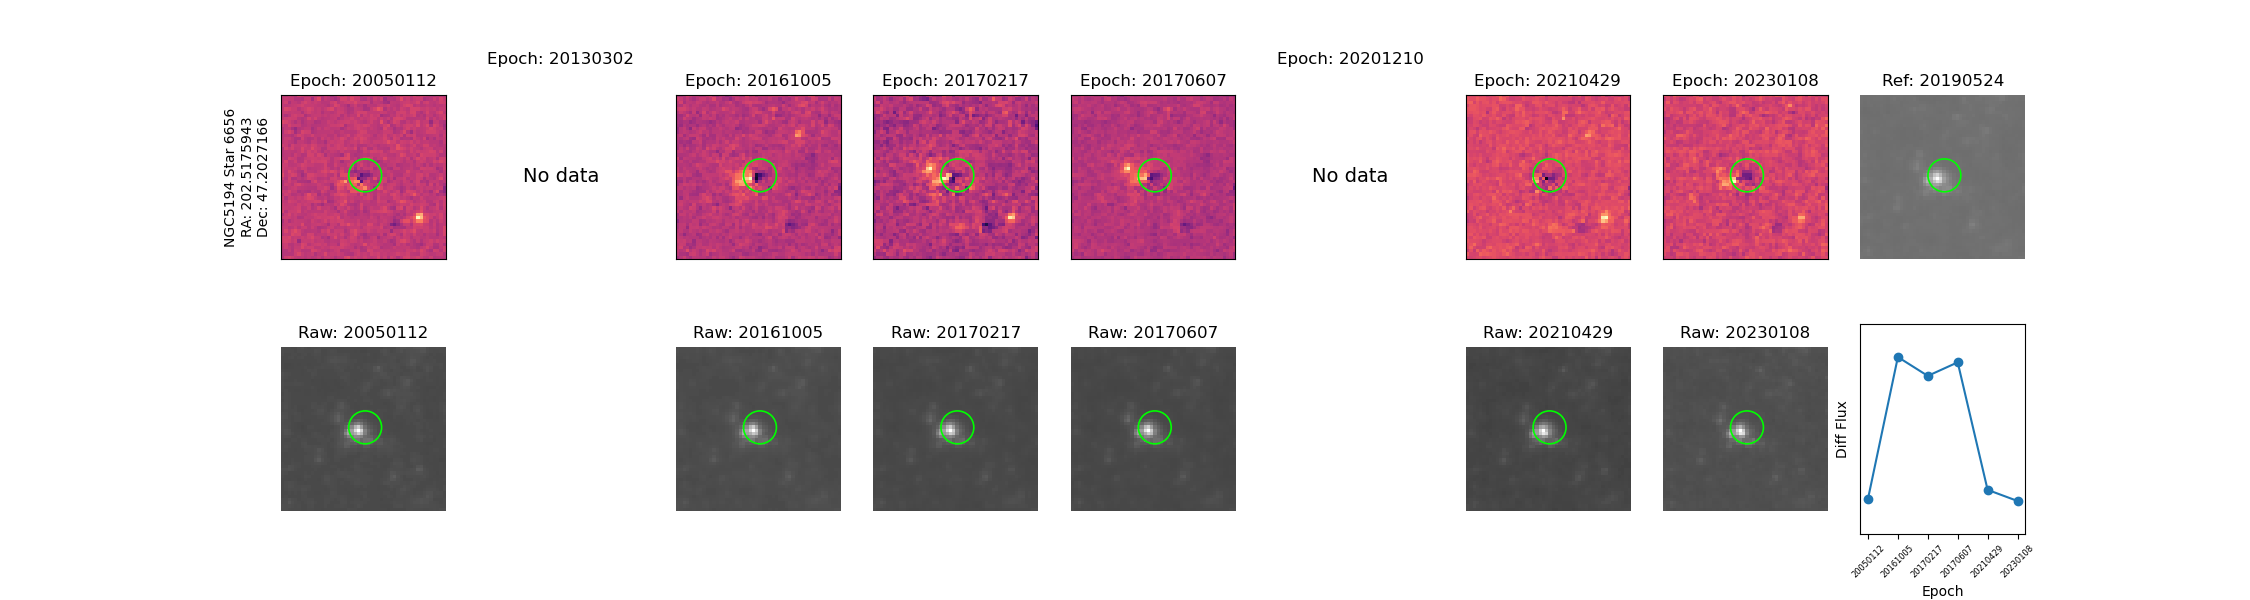 Epoch: 20130302
Epoch: 20201210
Epoch: 20050112
Epoch: 20161005
Epoch: 20170217
Epoch: 20170607
Epoch: 20210429
Epoch: 20230108
Ref: 20190524
NGC5194 Star 6656
RA: 202.5175943
Dec: 47.2027166
No data
No data
Raw: 20050112
Raw: 20161005
Raw: 20170217
Raw: 20170607
Raw: 20210429
Raw: 20230108
Diff Flux
20050112
20161005
20170217
20170607
20210429
20230108
Epoch